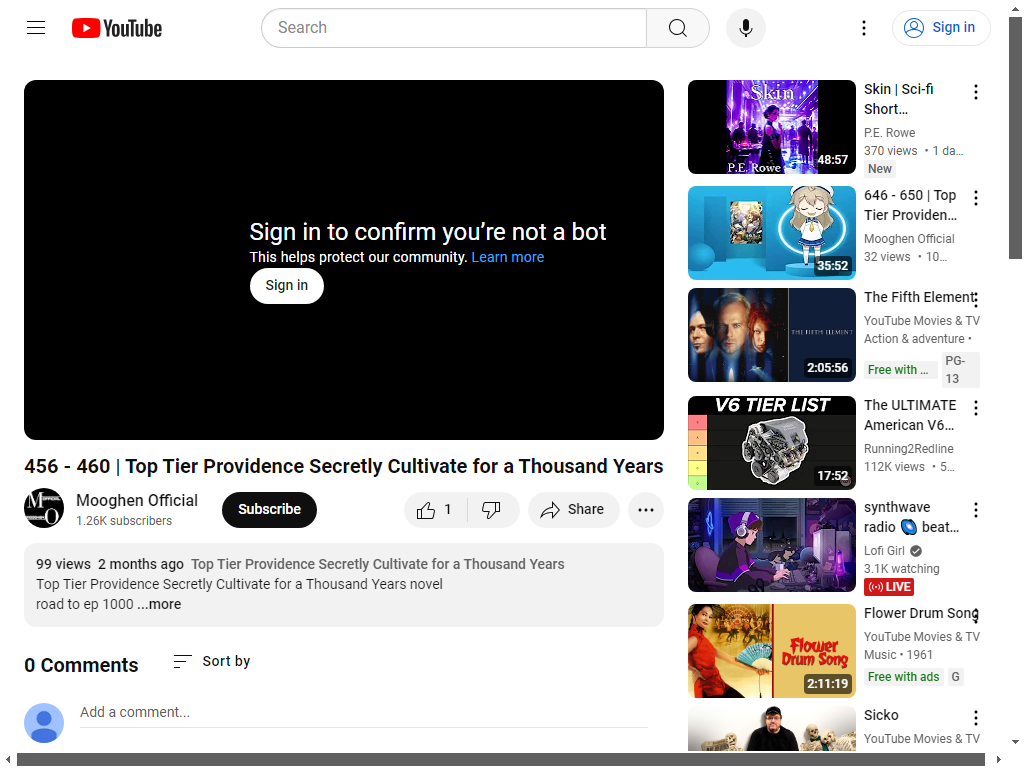 YouTube
Search
Sign in
Sign in to confirm you're not a bot
This helps protect our community. Learn more
Sign in
456 - 460 | Top Tier Providence Secretly Cultivate for a Thousand Years
Mooghen Official
1.26K subscribers
Subscribe
1
Share
99 views 2 months ago Top Tier Providence Secretly Cultivate for a Thousand Years
Top Tier Providence Secretly Cultivate for a Thousand Years novel
road to ep 1000 ...more
0 Comments
Sort by
Add a comment...
Skin
P.E. Rowe
48:57
Skin | Sci-fi
Short...
P.E. Rowe
370 views • 1 da...
New
35:52
646 - 650 | Top
Tier Providen...
Mooghen Official
32 views • 10...
THE FIFTH ELEMENT
2:05:56
The Fifth Element
YouTube Movies & TV
Action & adventure •
Free with ...
PG-
13
V6 TIER LIST
17:52
The ULTIMATE
American V6...
Running2Redline
112K views • 5...
synthwave
radio 🌌 beat...
Lofi Girl
3.1K watching
LIVE
Flower
Drum Song
2:11:19
Flower Drum Song
YouTube Movies & TV
Music • 1961
Free with ads
G
Sicko
YouTube Movies & TV